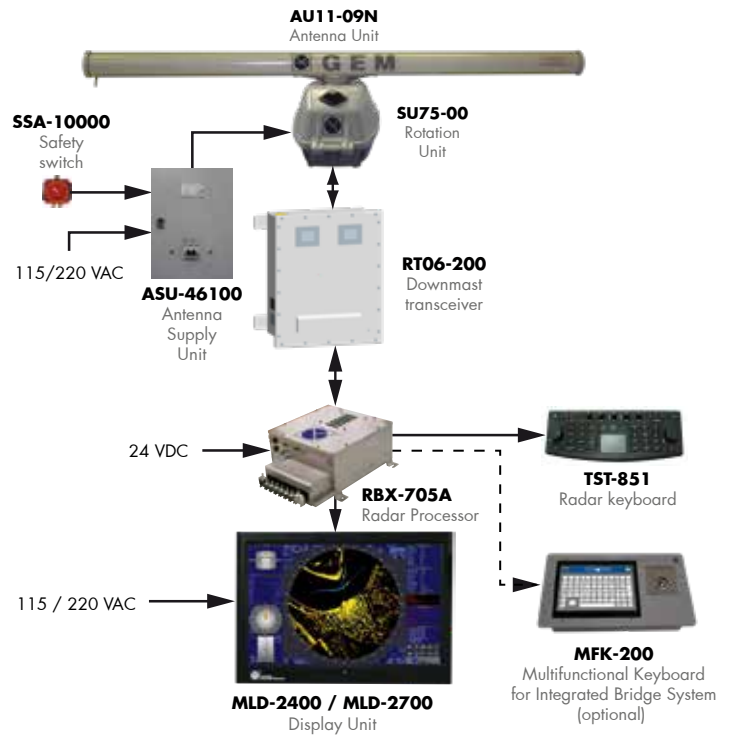 AU11-09N
Antenna Unit
GEM
SSA-10000
Safety
switch
SU75-00
Rotation
Unit
115/220 VAC
ASU-46100
Antenna
Supply
Unit
RT06-200
Downmast
transceiver
24 VDC
RBX-705A
Radar Processor
TST-851
Radar keyboard
115 / 220 VAC
MLD-2400 / MLD-2700
Display Unit
MFK-200
Multifunctional Keyboard
for Integrated Bridge System
(optional)